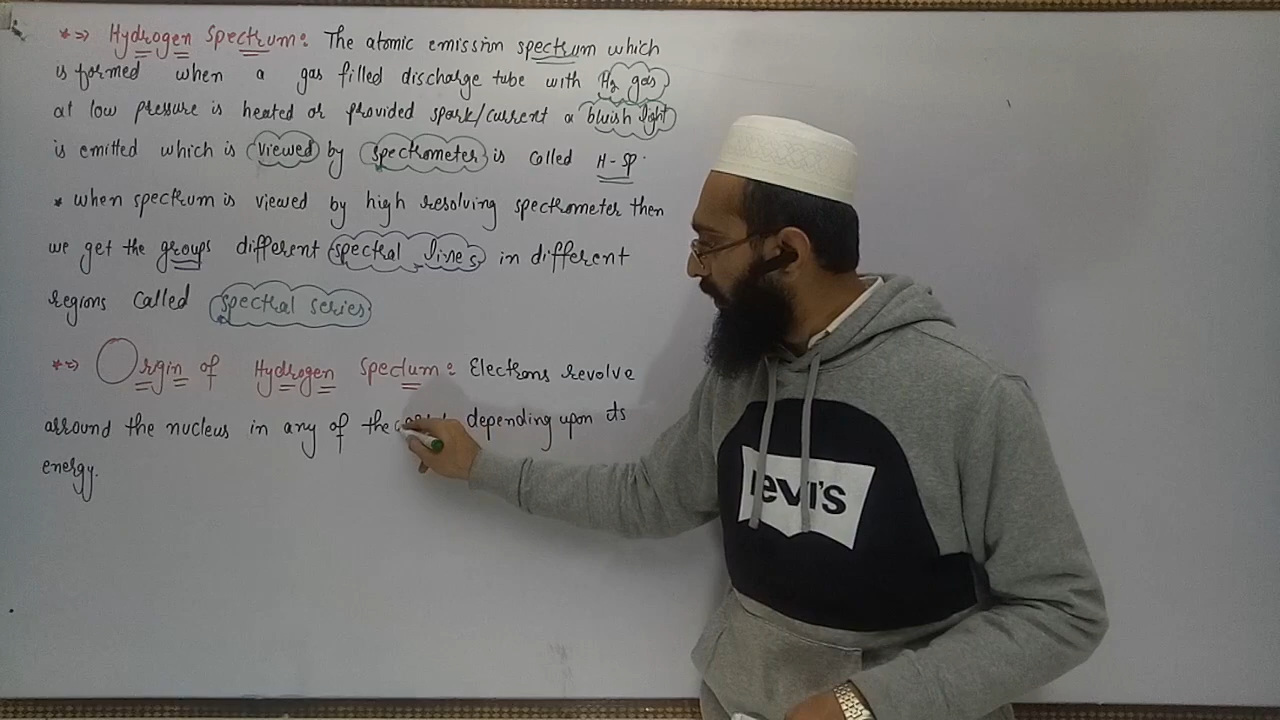 *⇒ Hydrogen Spectrum: The atomic emission spectrum which
is formed when a gas filled discharge tube with H2 gas
at low pressure is heated or provided spark/current a bluish light
is emitted which is viewed by spectrometer is called H-sp.
* when spectrum is viewed by high resolving spectrometer then
we get the groups different spectral lines in different
regions called spectral series
*⇒ Orgin of Hydrogen Spectum: Electrons revolve
arround the nucleus in any of the depending upon its
energy.
levi's